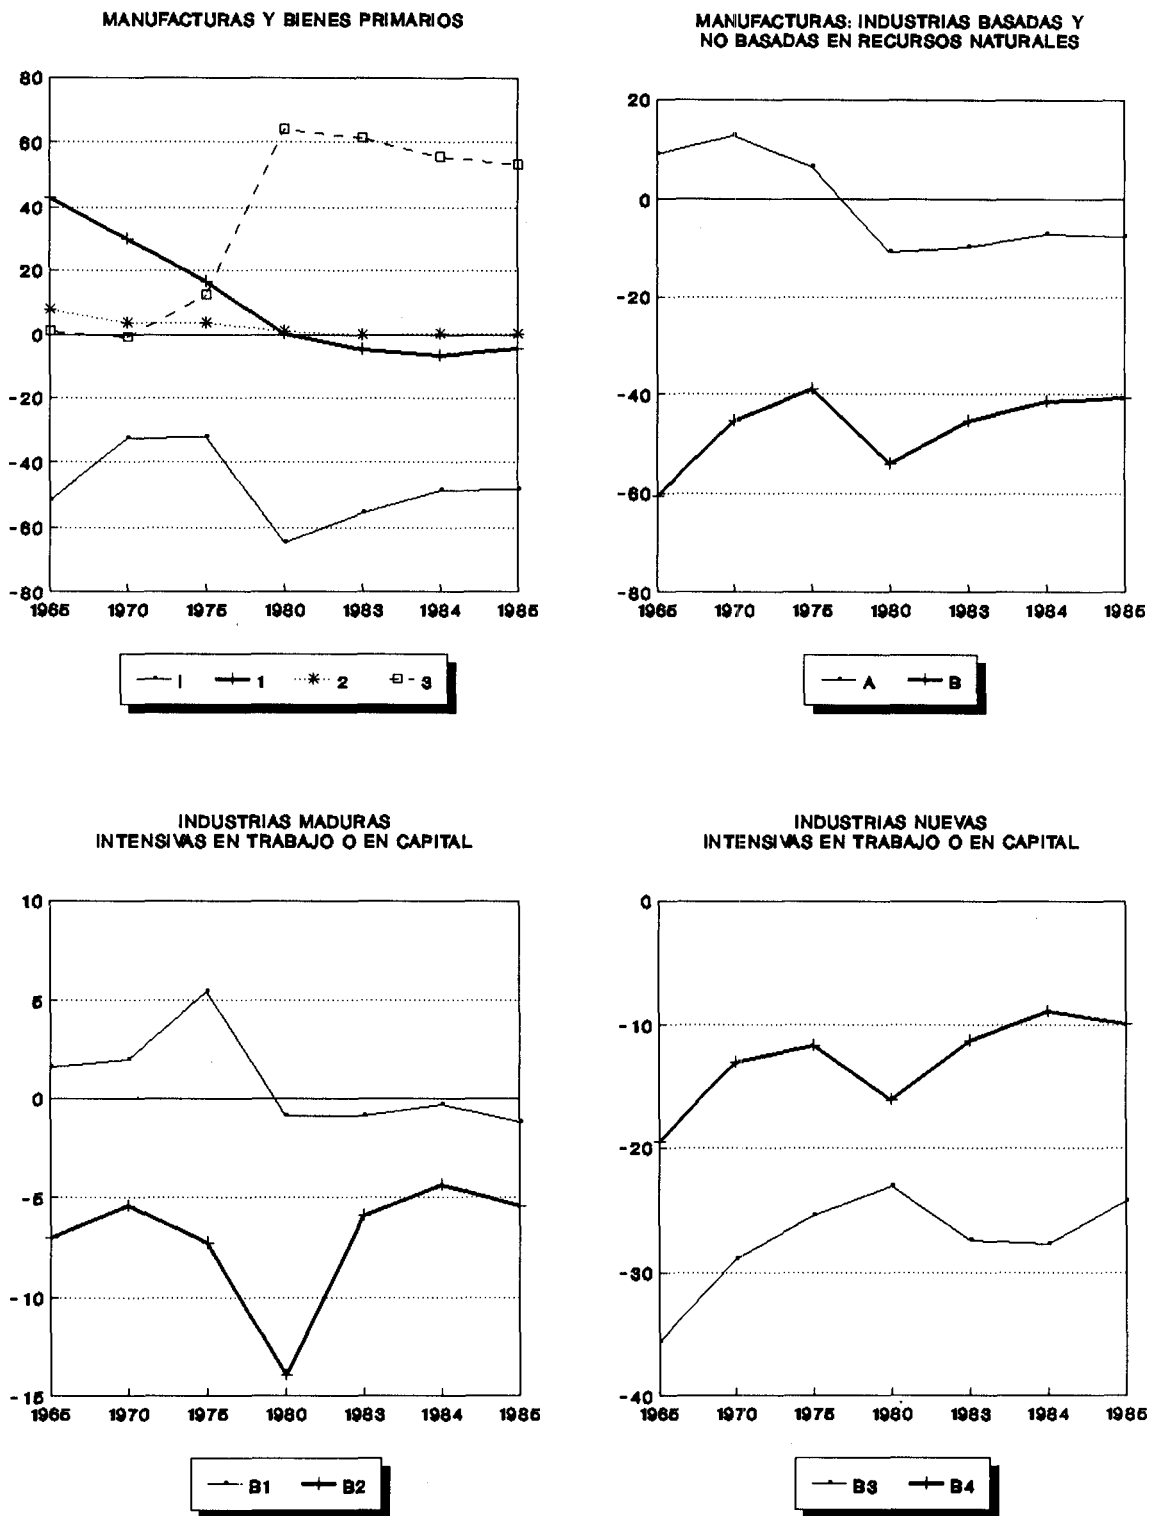 MANUFACTURAS Y BIENES PRIMARIOS
80
60
40
20
0
-20
-40
-60
-80
1965 1970 1975 1980 1983 1984 1985
I 1 2 3
MANUFACTURAS: INDUSTRIAS BASADAS Y
NO BASADAS EN RECURSOS NATURALES
20
0
-20
-40
-60
-80
1965 1970 1975 1980 1983 1984 1985
A B
INDUSTRIAS MADURAS
INTENSIVAS EN TRABAJO O EN CAPITAL
10
5
0
-5
-10
-15
1965 1970 1975 1980 1983 1984 1985
B1 B2
INDUSTRIAS NUEVAS
INTENSIVAS EN TRABAJO O EN CAPITAL
0
-10
-20
-30
-40
1965 1970 1975 1980 1983 1984 1985
B3 B4